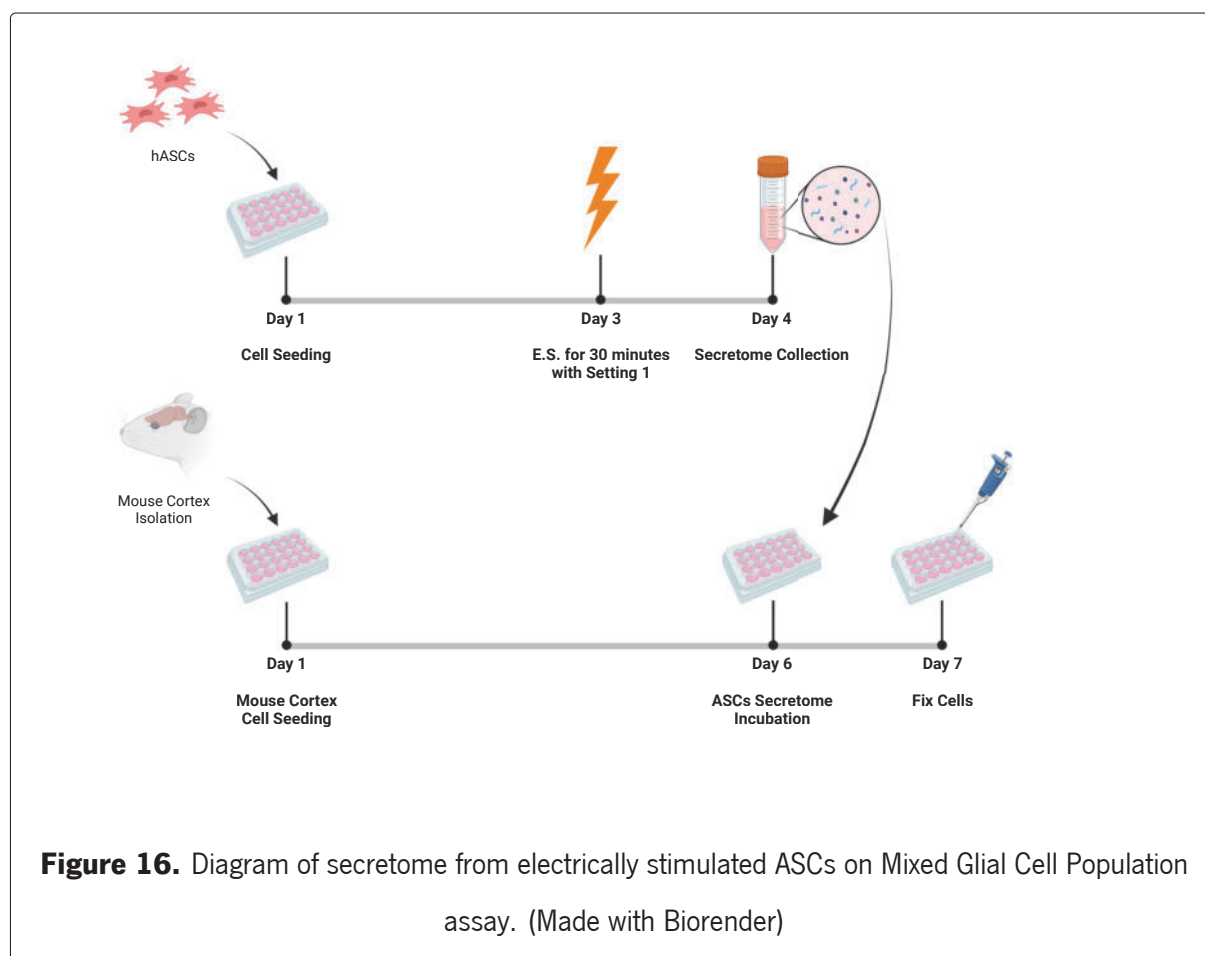 hASCs
Day 1
Cell Seeding
Day 3
E.S. for 30 minutes
with Setting 1
Day 4
Secretome Collection
Mouse Cortex
Isolation
Day 1
Mouse Cortex
Cell Seeding
Day 6
ASCs Secretome
Incubation
Day 7
Fix Cells
Figure 16. Diagram of secretome from electrically stimulated ASCs on Mixed Glial Cell Population
assay. (Made with Biorender)